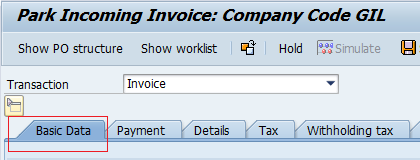 Park Incoming Invoice: Company Code GIL
Show PO structure Show worklist Hold Simulate
Transaction Invoice
Basic Data Payment Details Tax Withholding tax